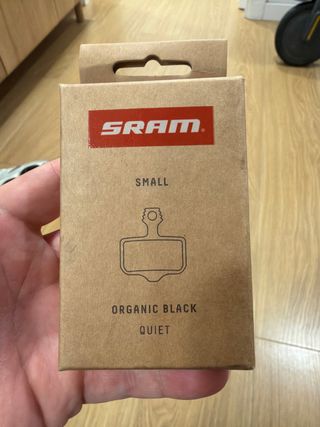 SRAM
SMALL
ORGANIC BLACK
QUIET